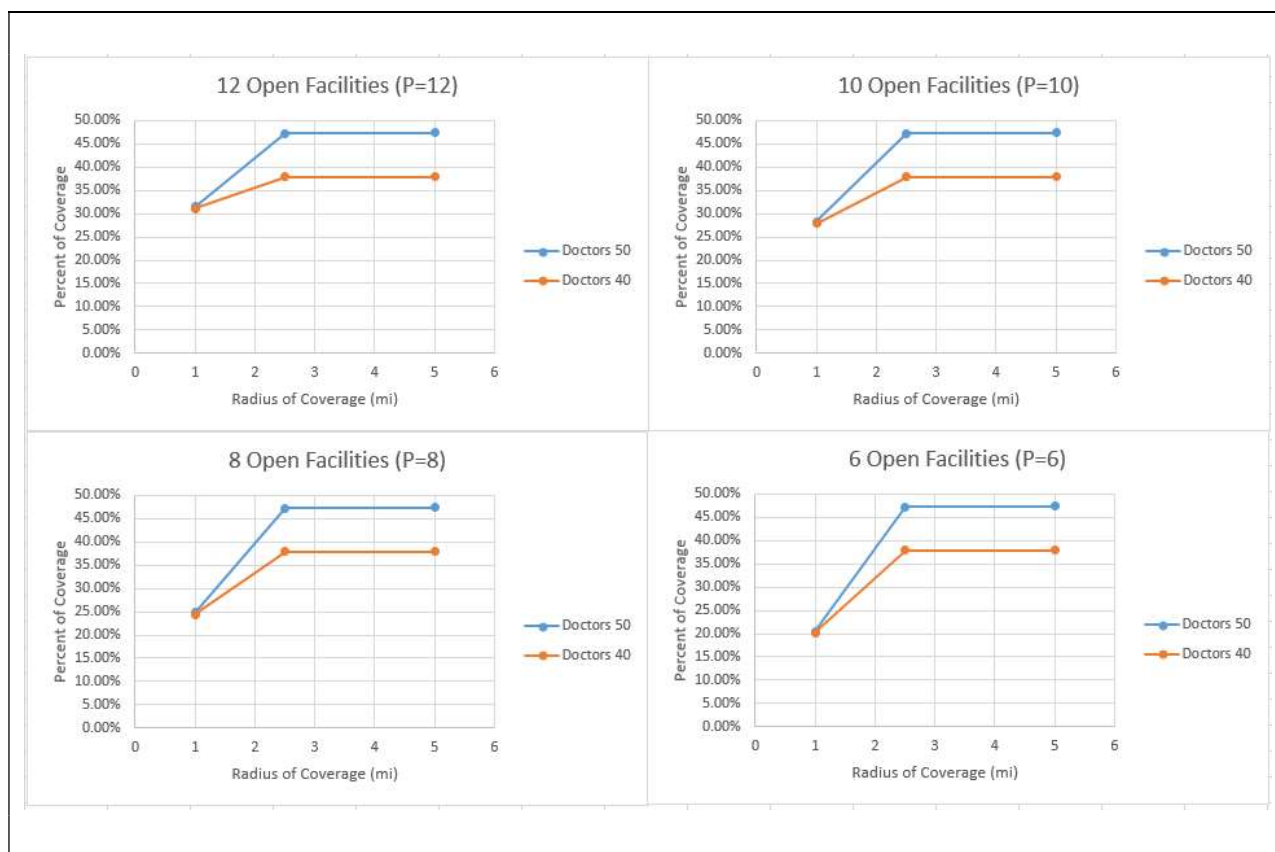 12 Open Facilities (P=12)
50.00%
45.00%
40.00%
35.00%
30.00%
25.00%
20.00%
15.00%
10.00%
5.00%
0.00%
Percent of Coverage
0 1 2 3 4 5 6
Radius of Coverage (mi)
Doctors 50
Doctors 40
10 Open Facilities (P=10)
50.00%
45.00%
40.00%
35.00%
30.00%
25.00%
20.00%
15.00%
10.00%
5.00%
0.00%
Percent of Coverage
0 1 2 3 4 5 6
Radius of Coverage (mi)
Doctors 50
Doctors 40
8 Open Facilities (P=8)
50.00%
45.00%
40.00%
35.00%
30.00%
25.00%
20.00%
15.00%
10.00%
5.00%
0.00%
Percent of Coverage
0 1 2 3 4 5 6
Radius of Coverage (mi)
Doctors 50
Doctors 40
6 Open Facilities (P=6)
50.00%
45.00%
40.00%
35.00%
30.00%
25.00%
20.00%
15.00%
10.00%
5.00%
0.00%
Percent of Coverage
0 1 2 3 4 5 6
Radius of Coverage (mi)
Doctors 50
Doctors 40